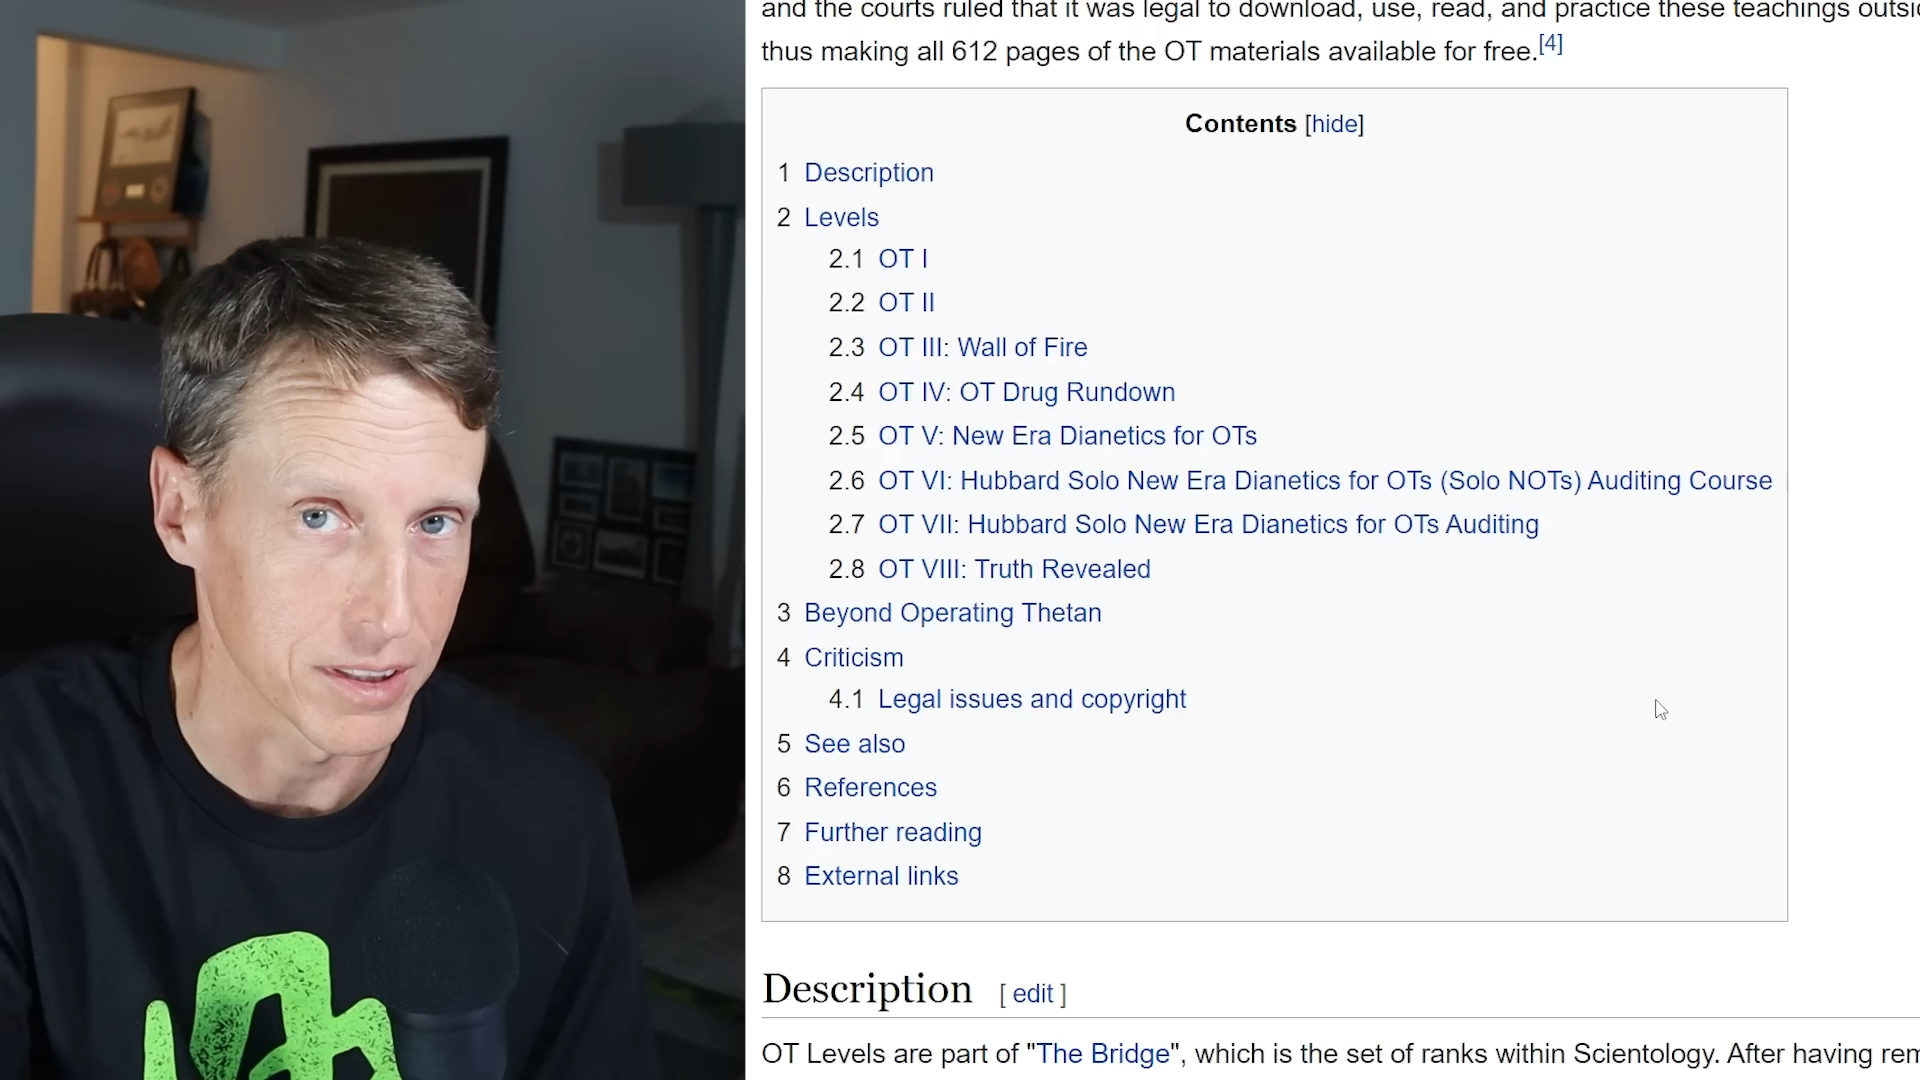 and the courts ruled that it was legal to download, use, read, and practice these teachings
thus making all 612 pages of the OT materials available for free.[4]
Contents [hide]
1 Description
2 Levels
2.1 OT I
2.2 OT II
2.3 OT III: Wall of Fire
2.4 OT IV: OT Drug Rundown
2.5 OT V: New Era Dianetics for OTs
2.6 OT VI: Hubbard Solo New Era Dianetics for OTs (Solo NOTs) Auditing Course
2.7 OT VII: Hubbard Solo New Era Dianetics for OTs Auditing
2.8 OT VIII: Truth Revealed
3 Beyond Operating Thetan
4 Criticism
4.1 Legal issues and copyright
5 See also
6 References
7 Further reading
8 External links
Description [ edit ]
OT Levels are part of "The Bridge", which is the set of ranks within Scientology. After having